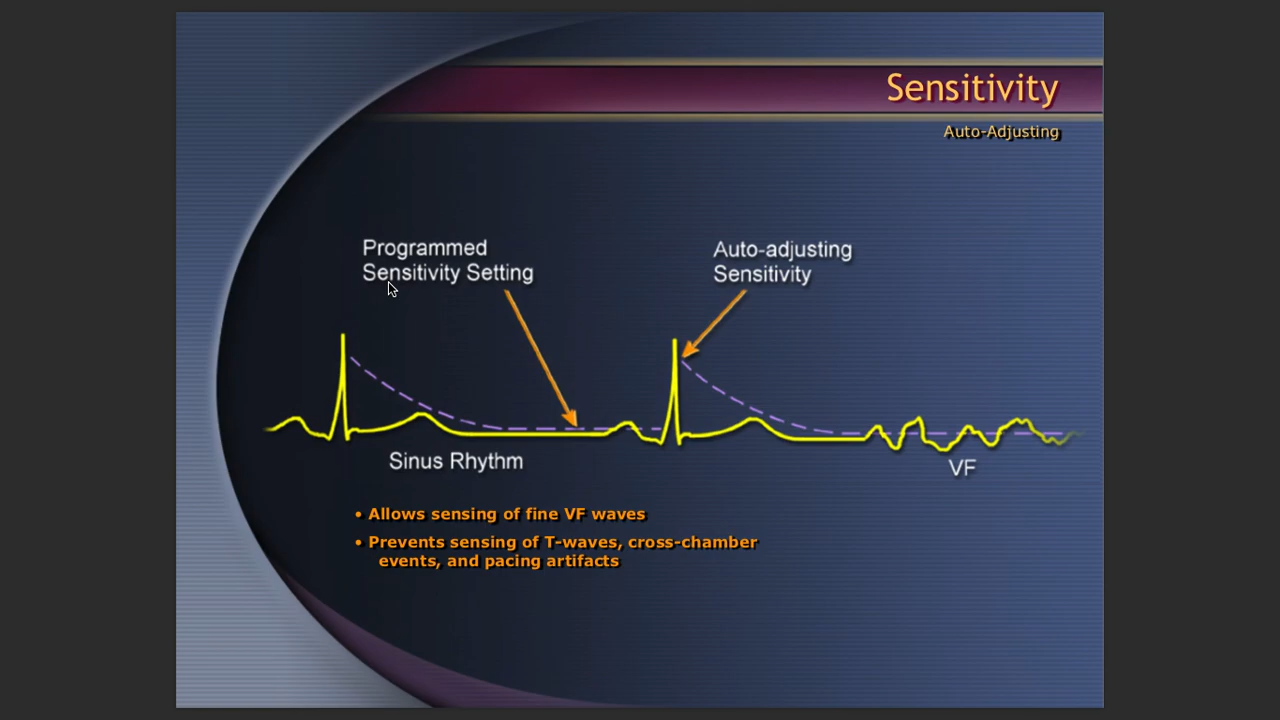 Sensitivity
Auto-Adjusting
Programmed
Sensitivity Setting
Auto-adjusting
Sensitivity
Sinus Rhythm
VF
• Allows sensing of fine VF waves
• Prevents sensing of T-waves, cross-chamber
events, and pacing artifacts